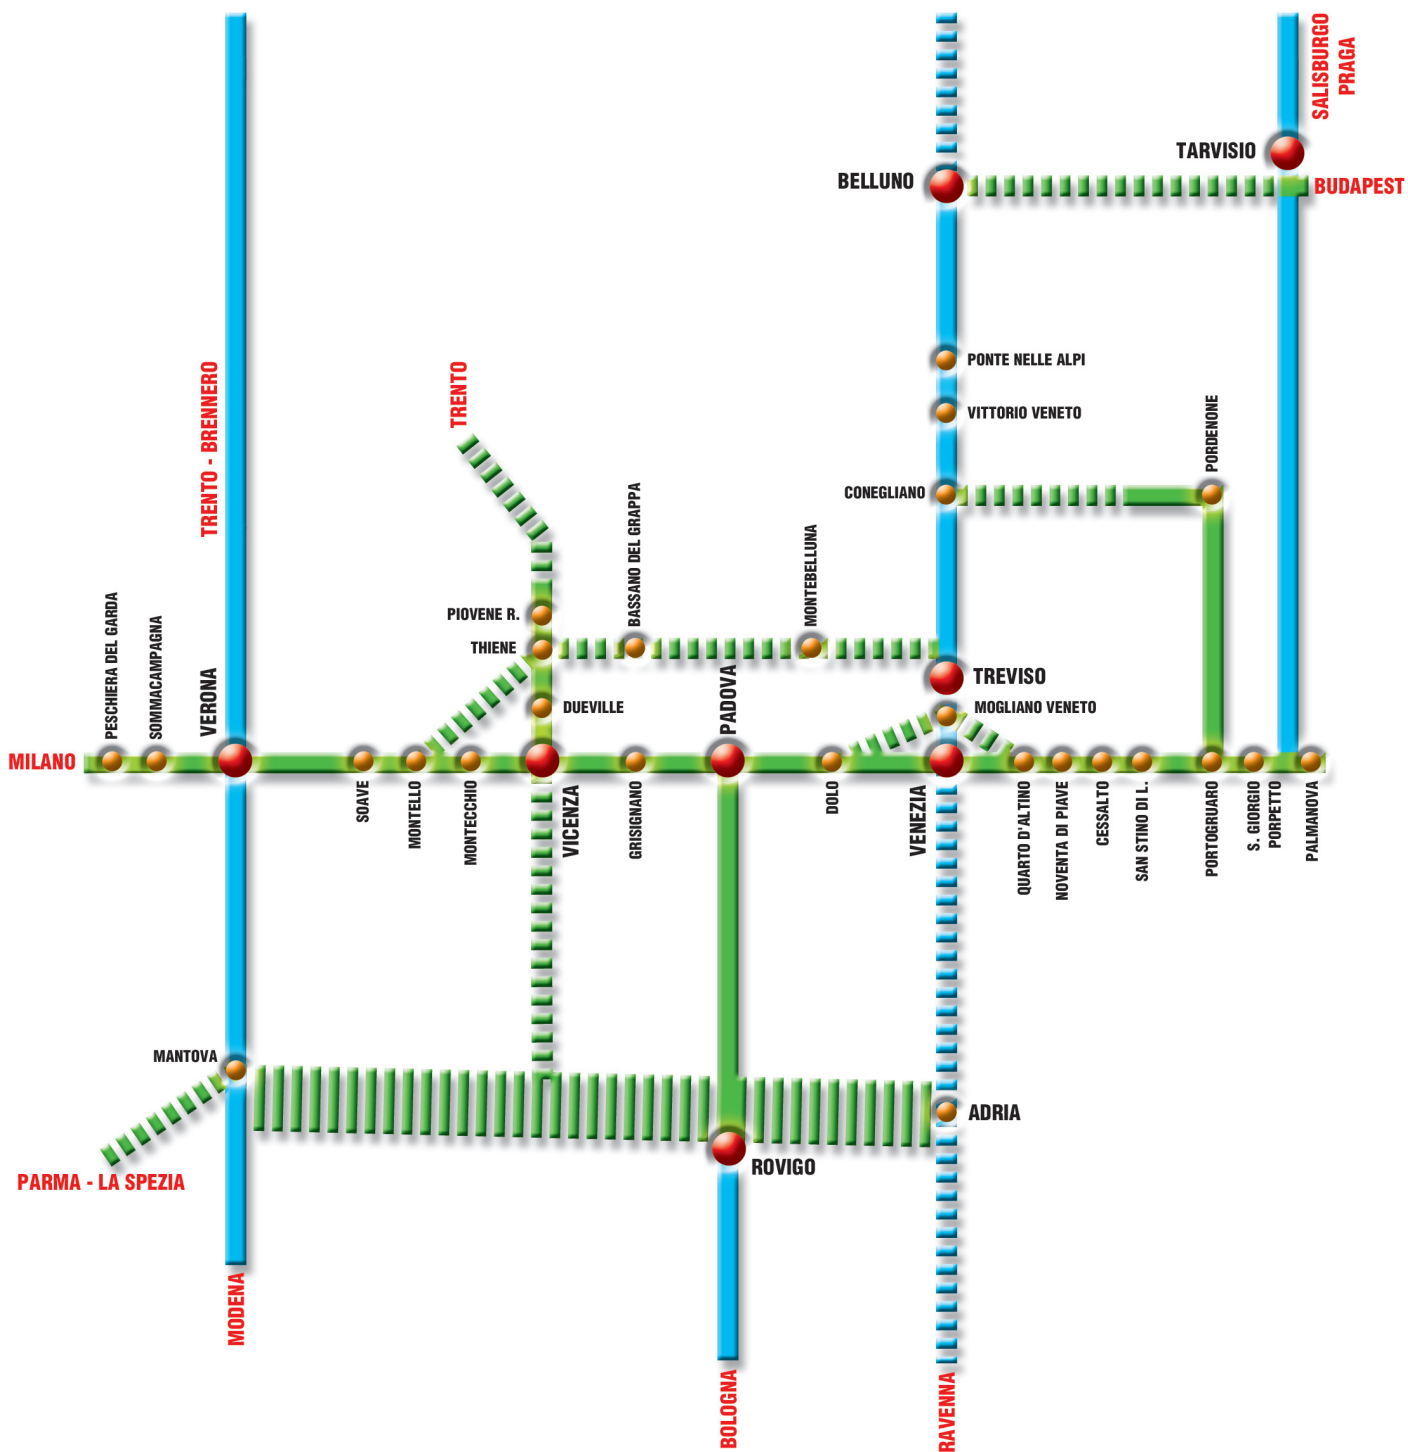 SALISBURGO
PRAGA
TARVISIO
BELLUNO
BUDAPEST
TRENTO - BRENNERO
TRENTO
PONTE NELLE ALPI
VITTORIO VENETO
PORDENONE
CONEGLIANO
BASSANO DEL GRAPPA
MONTEBELLUNA
PIOVENE R.
THIENE
PESCHIERA DEL GARDA
SOMMACAMPAGNA
VERONA
DUEVILLE
PADOVA
TREVISO
MOGLIANO VENETO
MILANO
SOAVE
MONTELLO
MONTECCHIO
VICENZA
GRISIGNANO
DOLO
VENEZIA
QUARTO D'ALTINO
NOVENTA DI PIAVE
CESSALTO
SAN STINO DI L.
PORTOGRUARO
S. GIORGIO
PORPETTO
PALMANOVA
MANTOVA
ADRIA
ROVIGO
PARMA - LA SPEZIA
MODENA
BOLOGNA
RAVENNA